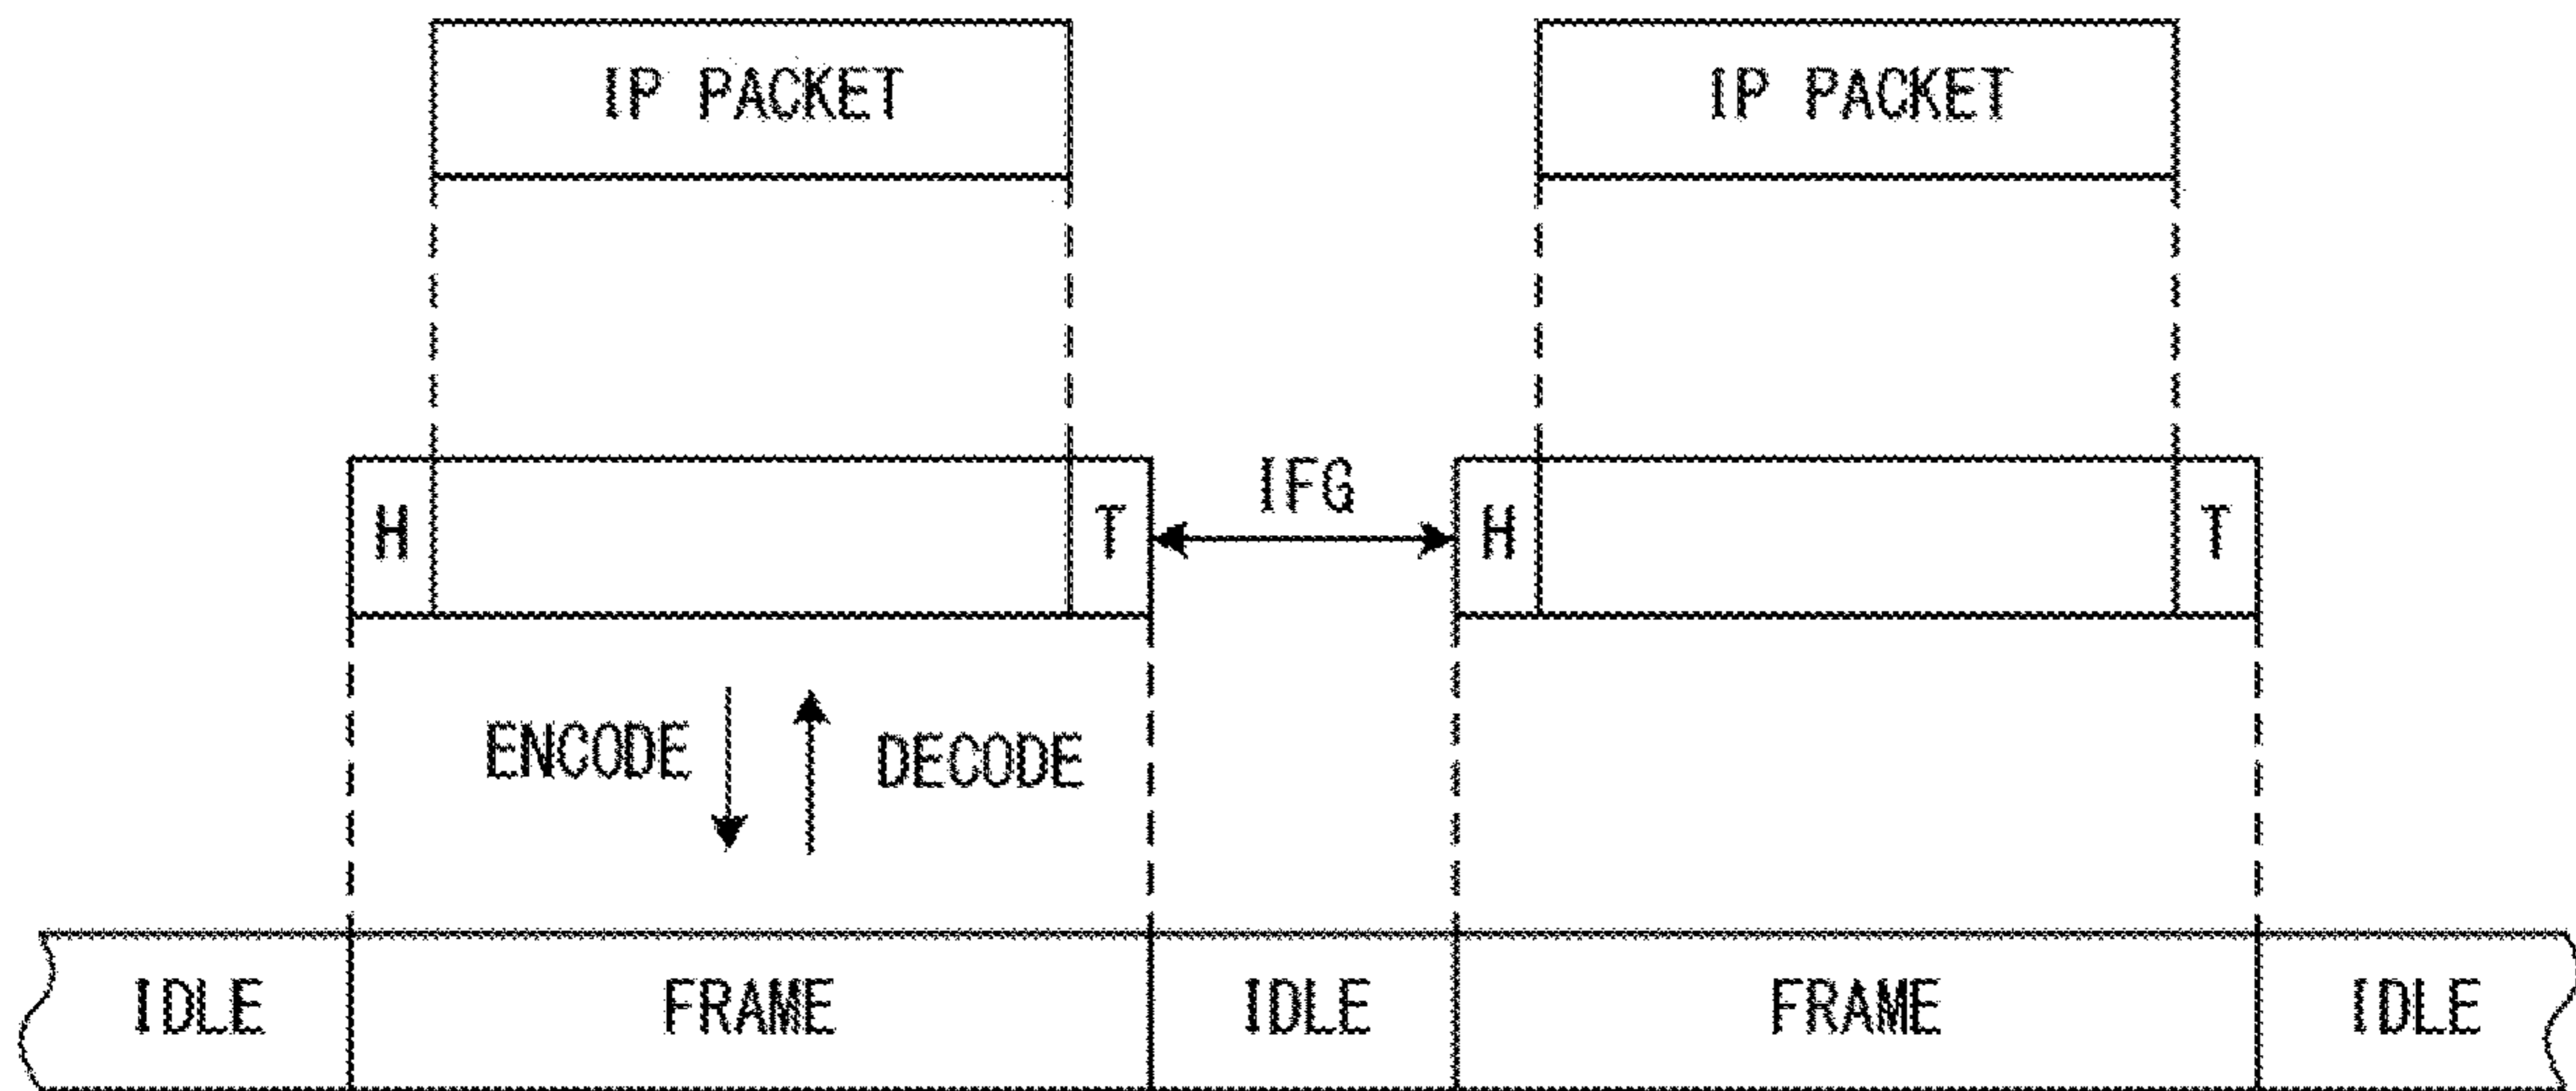 IP PACKET IP PACKET
IFG
H T H T
ENCODE DECODE
IDLE FRAME IDLE FRAME IDLE